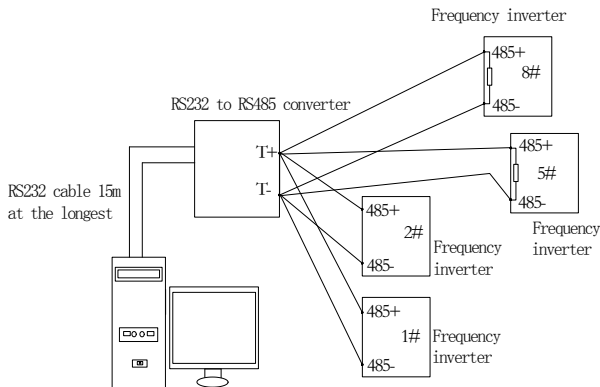 Frequency inverter
485+
8#
485-
RS232 to RS485 converter
T+
T-
485+
5#
485-
Frequency
inverter
RS232 cable 15m
at the longest
485+
2#
485-
Frequency
inverter
485+
1#
485-
Frequency
inverter